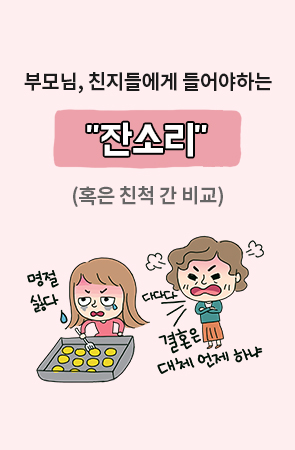 부모님, 친지들에게 들어야하는
"잔소리"
(혹은 친척 간 비교)
명절
싫다
다다다
결혼은
대체 언제 하냐